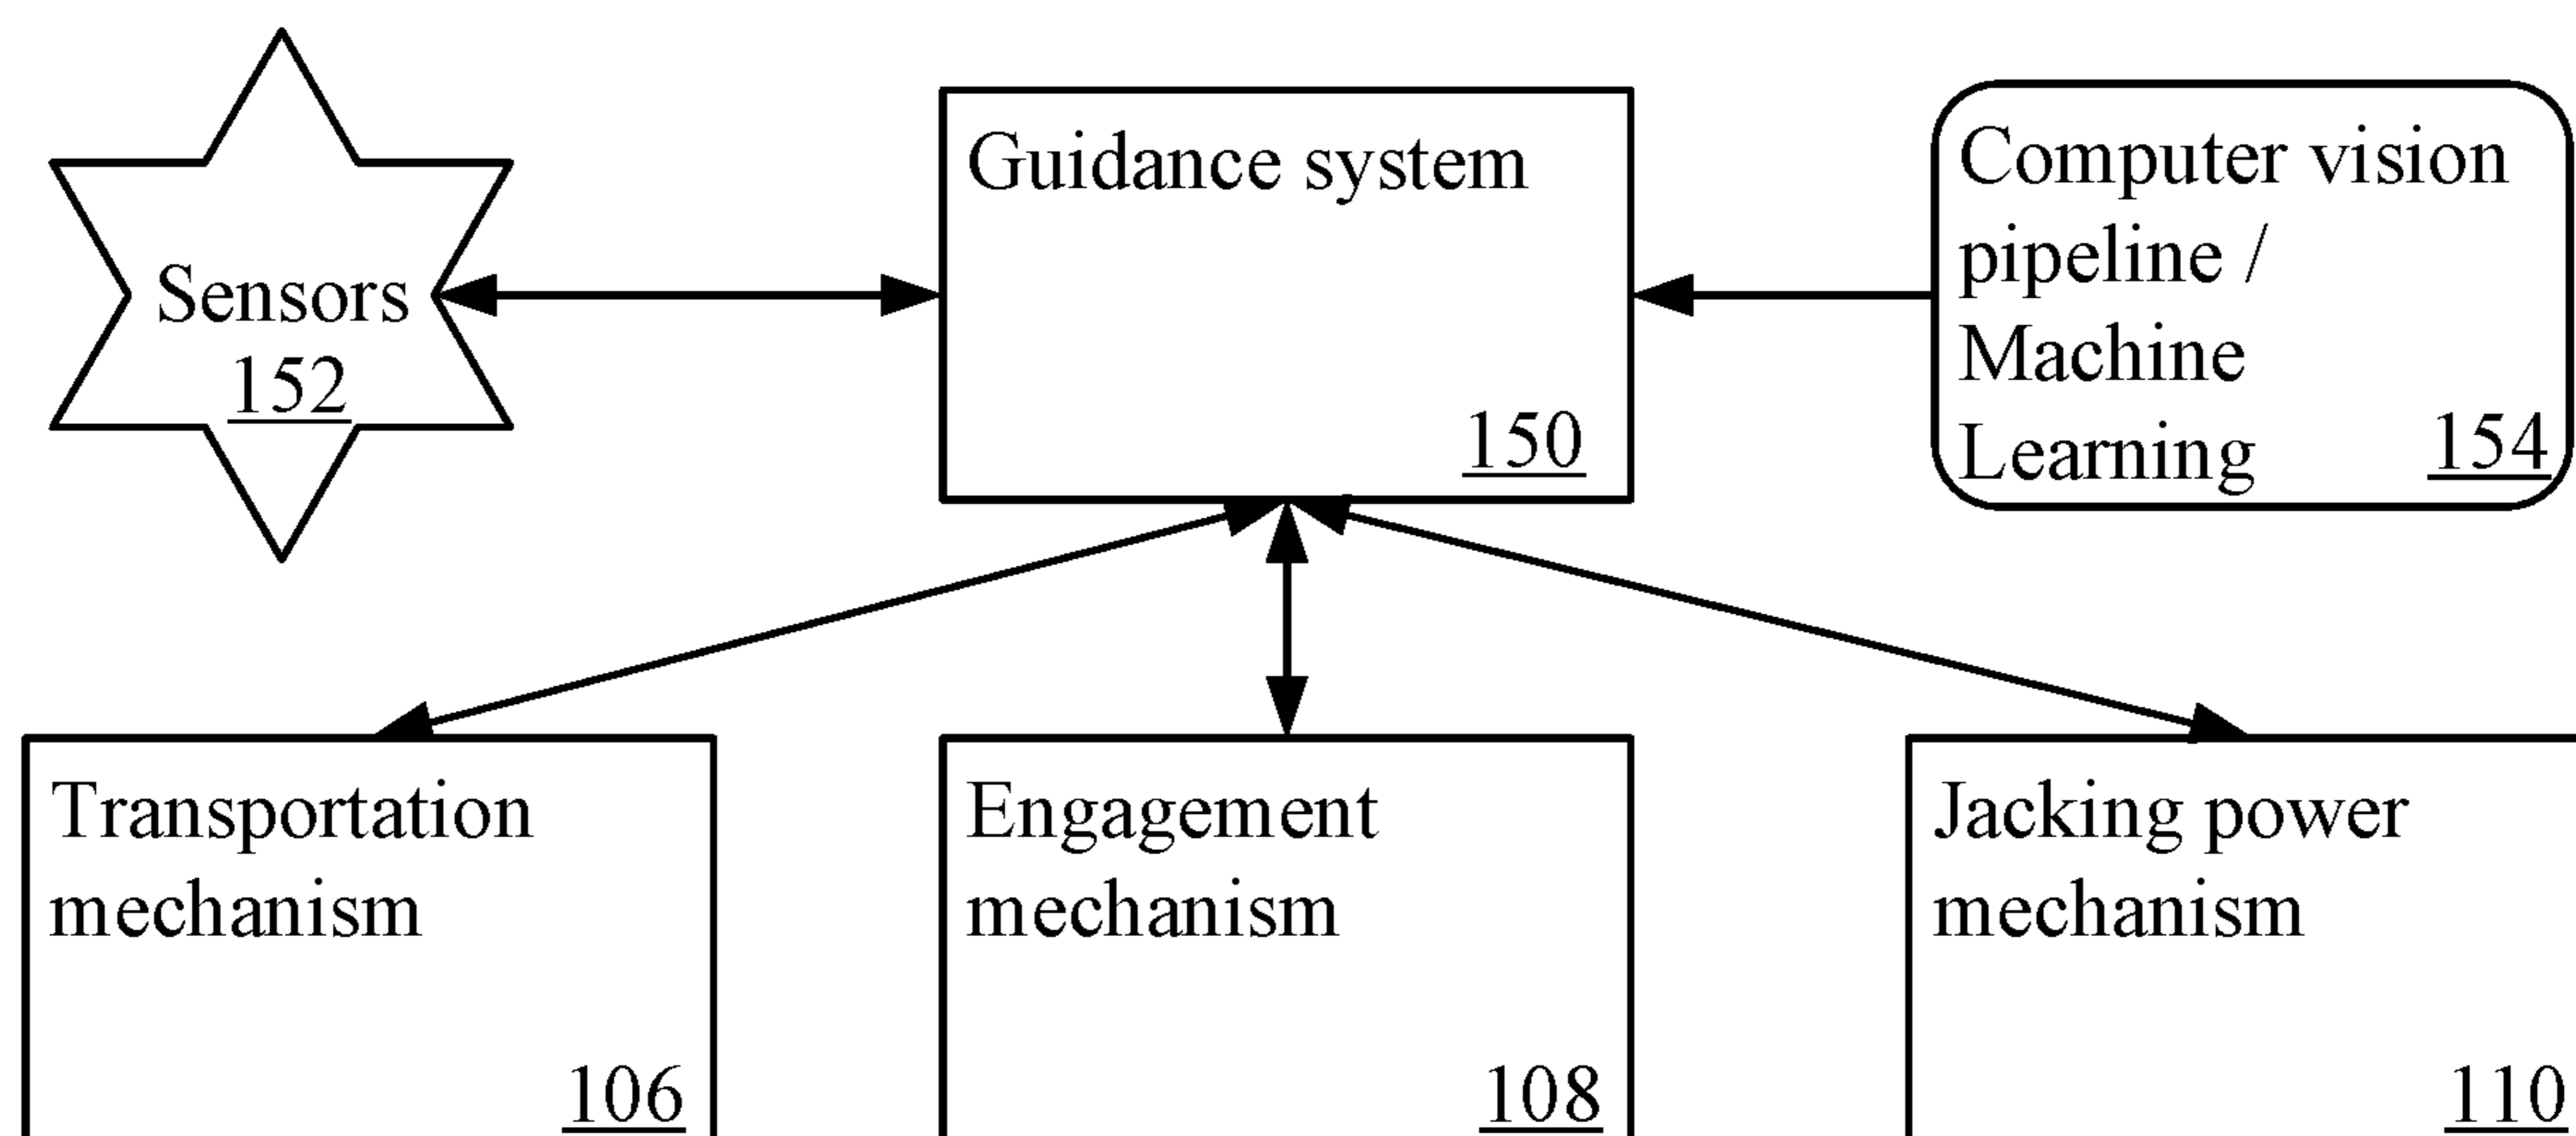 Sensors
152
Guidance system
150
Computer vision
pipeline /
Machine
Learning
154
Transportation
mechanism
106
Engagement
mechanism
108
Jacking power
mechanism
110